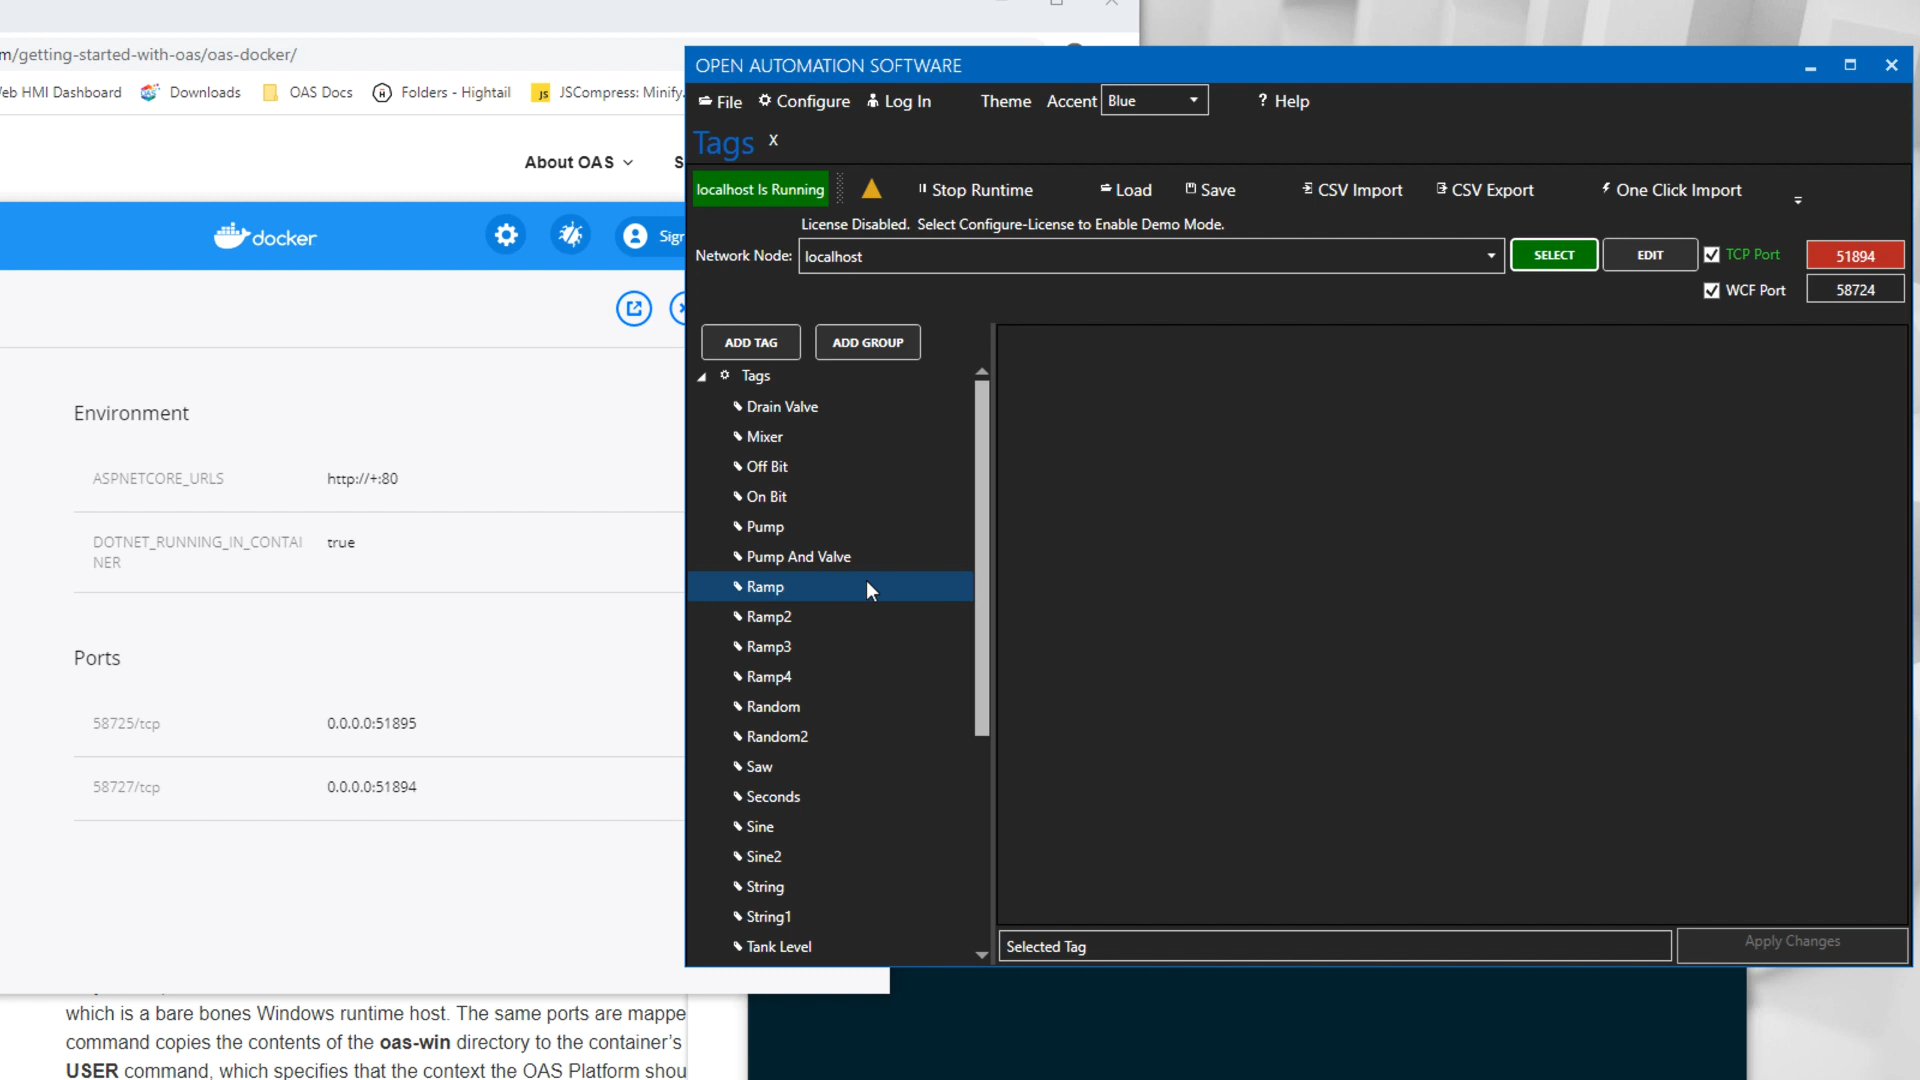 m/getting-started-with-oas/oas-docker/
eb HMI Dashboard
Downloads
OAS Docs
Folders - Hightail
JS
JSCompress: Minify
About OAS
S
docker
Sigr
Environment
ASPNETCORE_URLS
http://+:80
DOTNET_RUNNING_IN_CONTAI
NER
true
Ports
58725/tcp
0.0.0.0:51895
58727/tcp
0.0.0.0:51894
which is a bare bones Windows runtime host. The same ports are mappe
command copies the contents of the oas-win directory to the container's
USER command, which specifies that the context the OAS Platform shou
OPEN AUTOMATION SOFTWARE
File
Configure
Log In
Theme
Accent
Blue
? Help
Tags
X
localhost Is Running
Stop Runtime
Load
Save
CSV Import
CSV Export
One Click Import
License Disabled. Select Configure-License to Enable Demo Mode.
Network Node:
localhost
SELECT
EDIT
TCP Port
51894
WCF Port
58724
ADD TAG
ADD GROUP
Tags
Drain Valve
Mixer
Off Bit
On Bit
Pump
Pump And Valve
Ramp
Ramp2
Ramp3
Ramp4
Random
Random2
Saw
Seconds
Sine
Sine2
String
String1
Tank Level
Selected Tag
Apply Changes